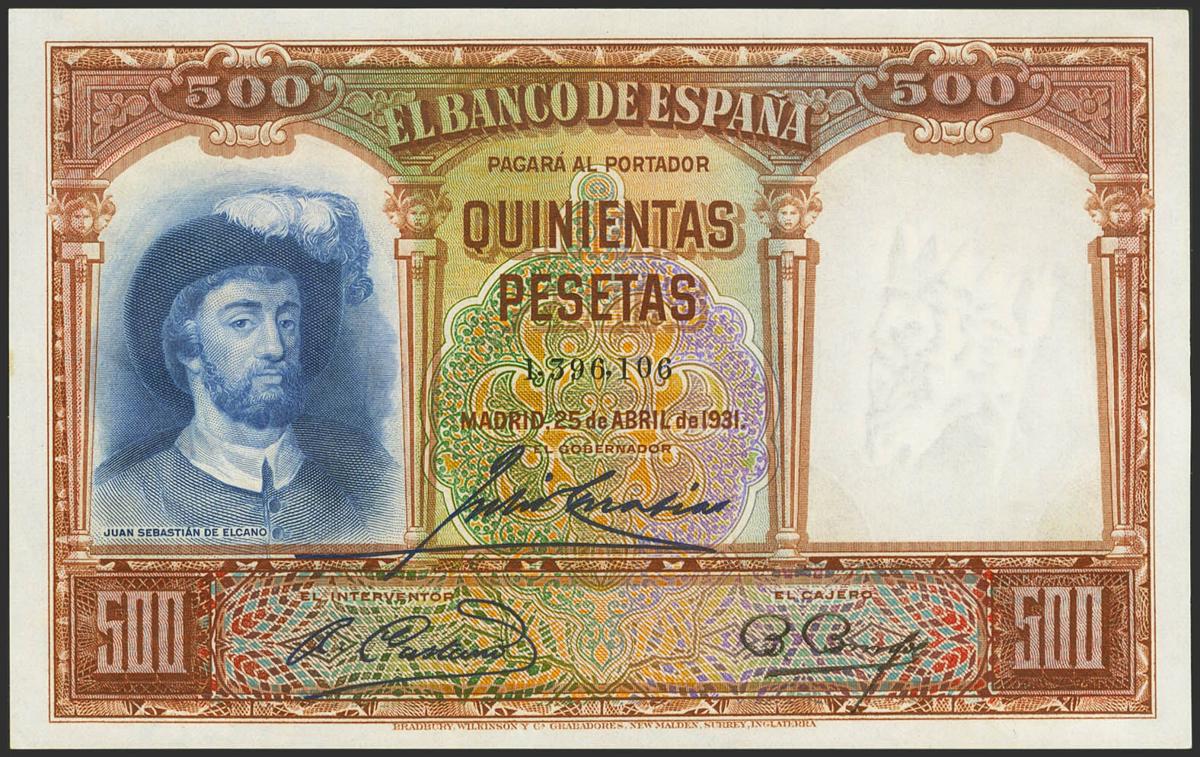 500
500
EL BANCO DE ESPAÑA
PAGARÁ AL PORTADOR
QUINIENTAS
PESETAS
1,396,106
MADRID, 25 de ABRIL de 1931.
EL GOBERNADOR
JUAN SEBASTIÁN DE ELCANO
EL INTERVENTOR
EL CAJERO
500
500
BRADBURY, WILKINSON Y Cª GRABADORES, NEW MALDEN, SURREY, INGLATERRA